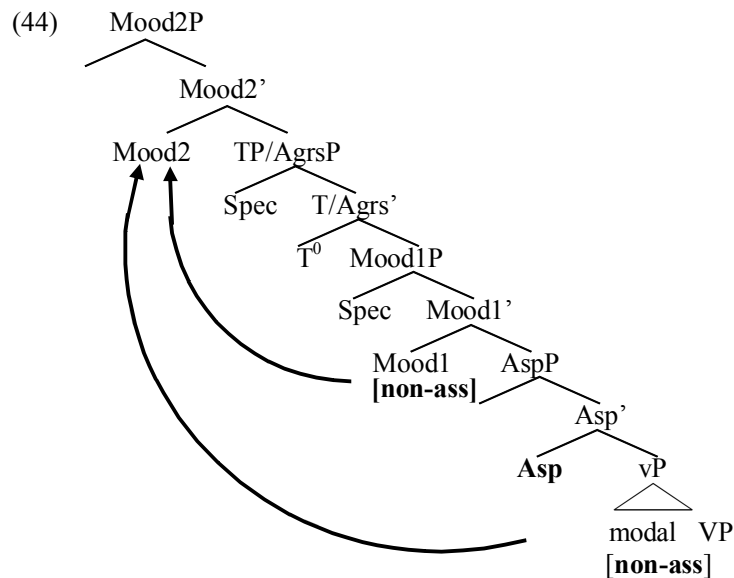 (44) Mood2P
Mood2’
Mood2 TP/AgrsP
Spec T/Agrs’
T⁰ Mood1P
Spec Mood1’
Mood1 AspP
[non-ass]
Asp’
Asp vP
modal VP
[non-ass]